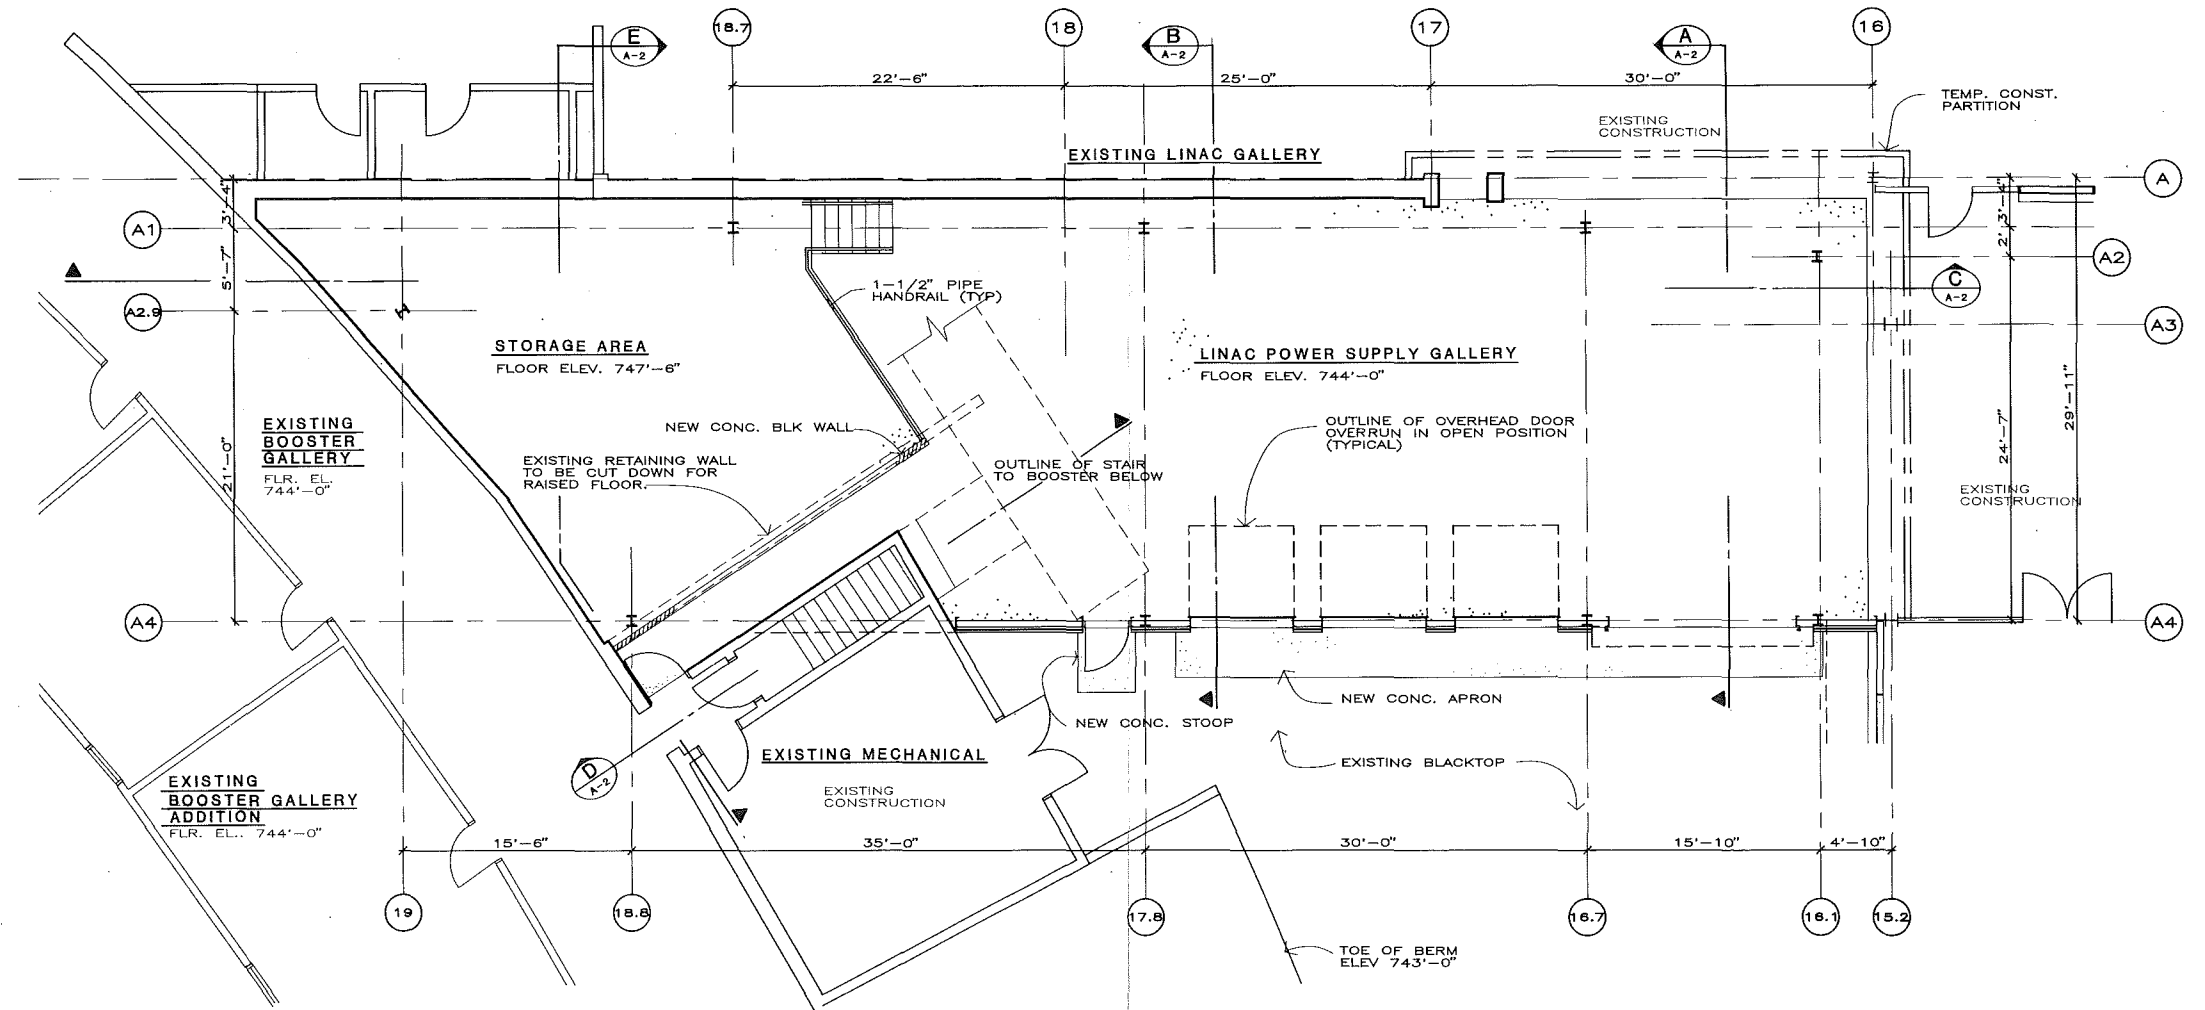 E
A-2
18.7
18
B
A-2
17
A
A-2
16
22'-6"
25'-0"
30'-0"
TEMP. CONST.
PARTITION
EXISTING
CONSTRUCTION
EXISTING LINAC GALLERY
A
3'-4"
3'-4"
A1
2'
A2
5'-7"
C
A-2
1-1/2" PIPE
HANDRAIL (TYP)
A2.9
A3
STORAGE AREA
FLOOR ELEV. 747'-6"
LINAC POWER SUPPLY GALLERY
FLOOR ELEV. 744'-0"
29'-11"
24'-7"
EXISTING
BOOSTER
GALLERY
FLR. EL.
744'-0"
21'-0"
NEW CONC. BLK WALL
OUTLINE OF OVERHEAD DOOR
OVERRUN IN OPEN POSITION
(TYPICAL)
EXISTING RETAINING WALL
TO BE CUT DOWN FOR
RAISED FLOOR.
OUTLINE OF STAIR
TO BOOSTER BELOW
EXISTING
CONSTRUCTION
A4
A4
NEW CONC. APRON
NEW CONC. STOOP
EXISTING MECHANICAL
EXISTING BLACKTOP
D
A-2
EXISTING
CONSTRUCTION
EXISTING
BOOSTER GALLERY
ADDITION
FLR. EL.. 744'-0"
15'-6"
35'-0"
30'-0"
15'-10"
4'-10"
19
18.8
17.8
16.7
16.1
15.2
TOE OF BERM
ELEV 743'-0"